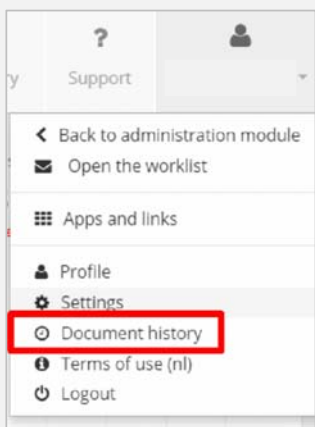 ?
ry
Support
Back to administration module
Open the worklist
Apps and links
Profile
Settings
Document history
Terms of use (nl)
Logout